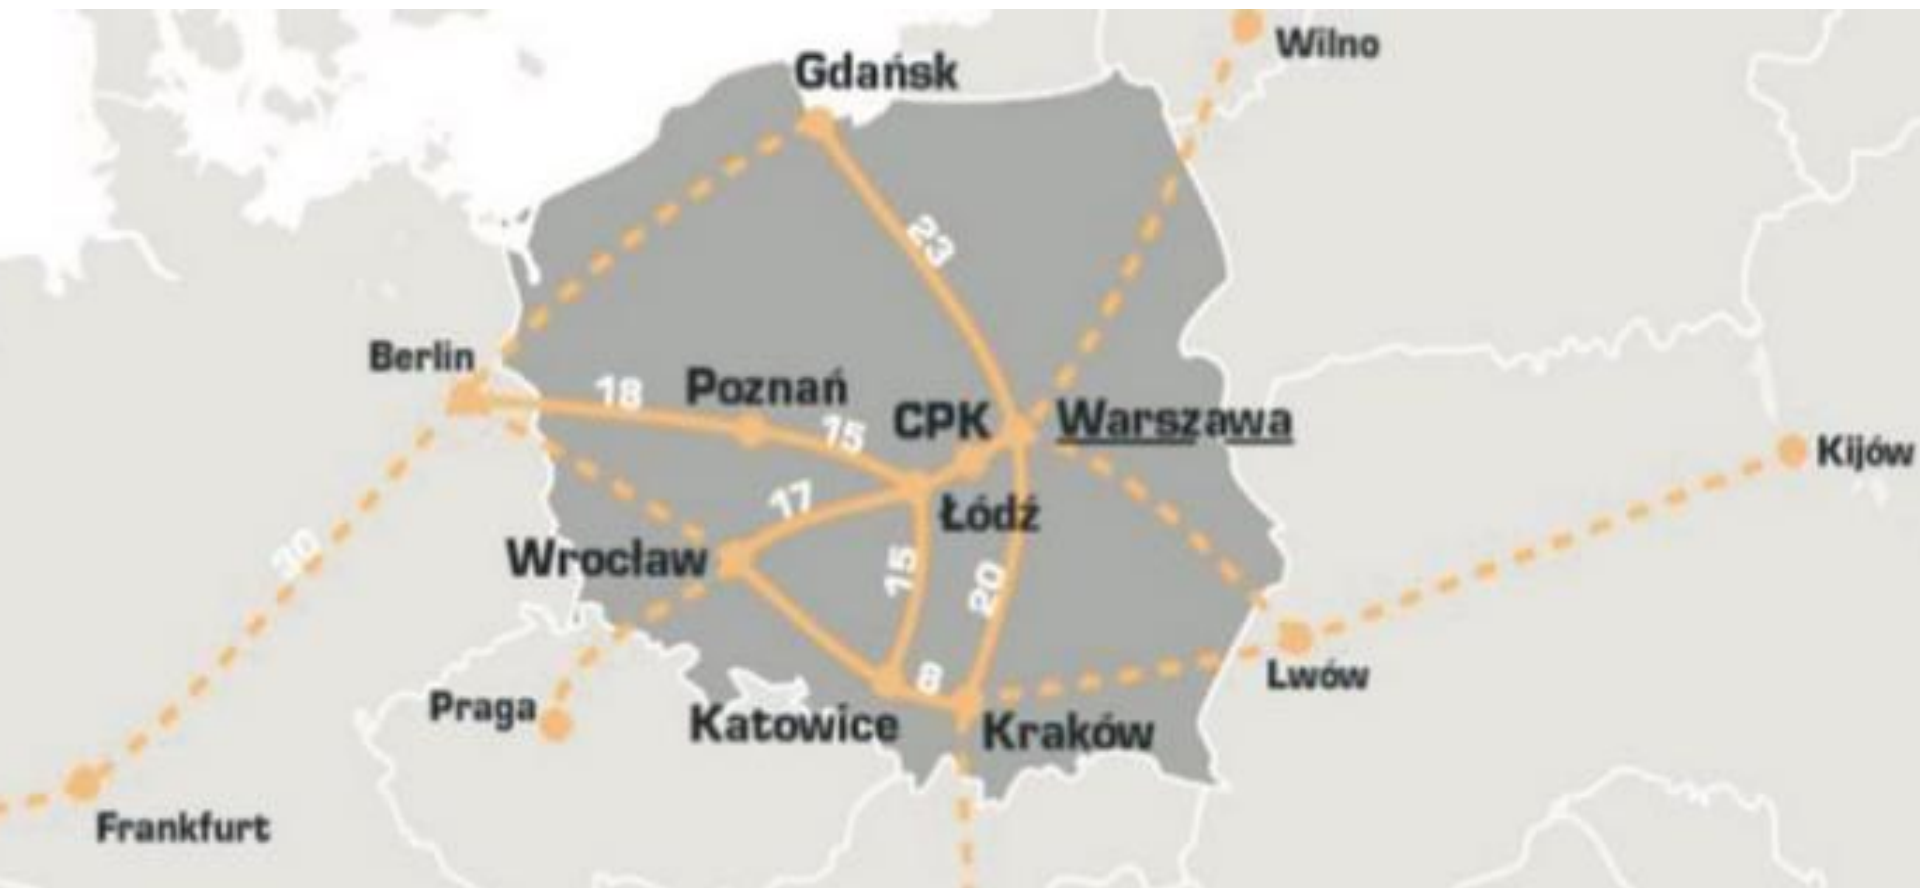 Wilno
Gdańsk
23
Berlin
18
Poznań
15
CPK
Warszawa
Kijów
17
Łódź
30
Wrocław
15
20
Lwów
8
Praga
Katowice
Kraków
Frankfurt